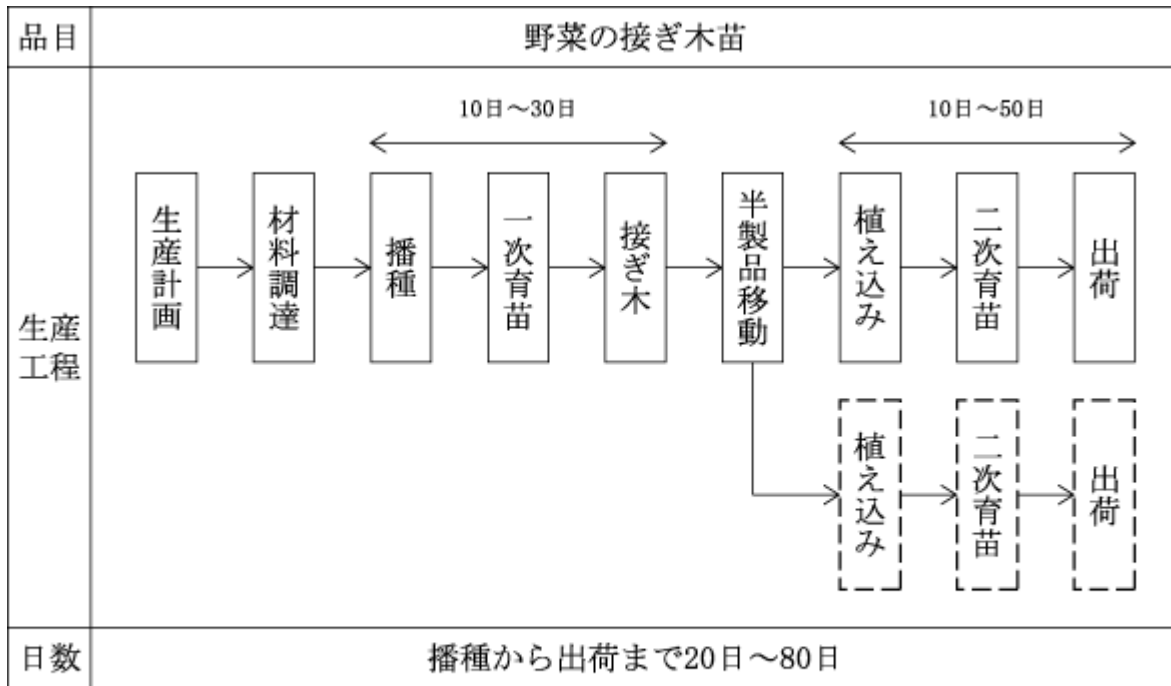 品目
野菜の接ぎ木苗
生産
工程
10日～30日
10日～50日
生産計画
材料調達
播種
一次育苗
接ぎ木
半製品移動
植え込み
二次育苗
出荷
植え込み
二次育苗
出荷
日数
播種から出荷まで20日～80日